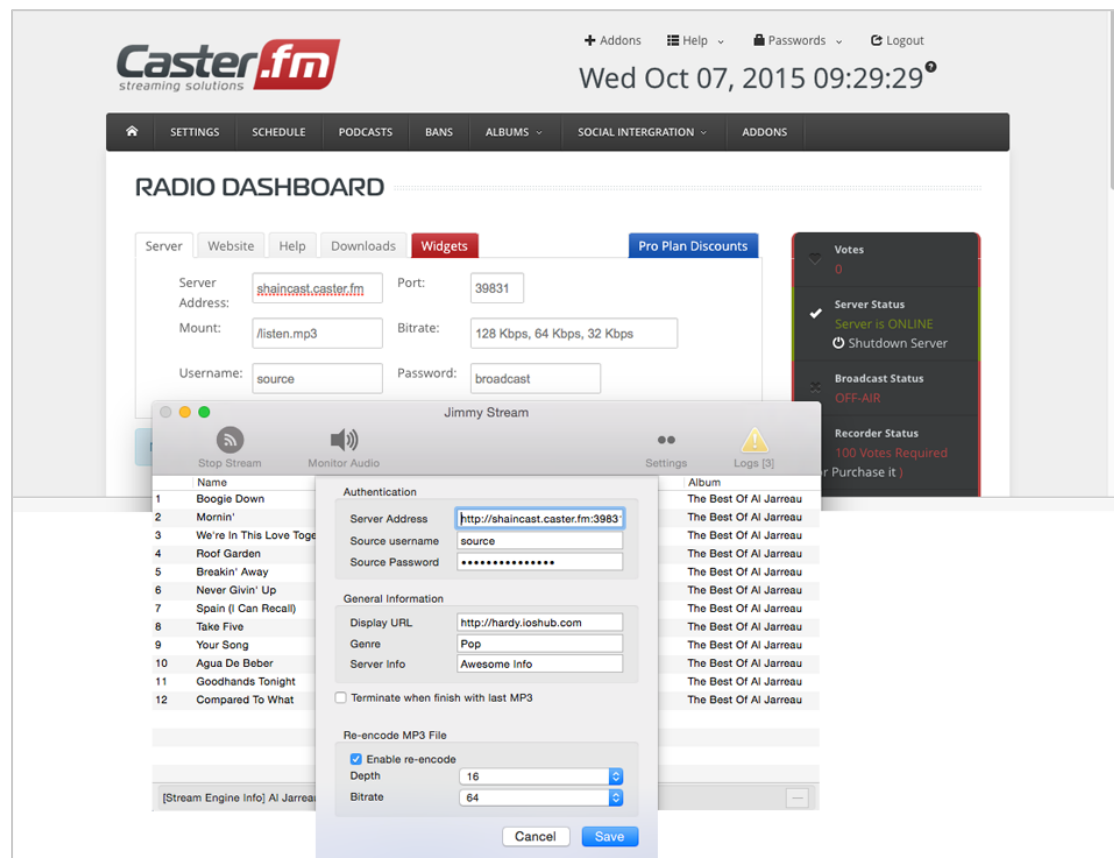 Caster.fm
streaming solutions
Addons Help Passwords Logout
Wed Oct 07, 2015 09:29:29
SETTINGS SCHEDULE PODCASTS BANS ALBUMS SOCIAL INTERGRATION ADDONS
RADIO DASHBOARD
Server Website Help Downloads Widgets Pro Plan Discounts
Server Address: shaincast.caster.fm Port: 39831
Mount: /listen.mp3 Bitrate: 128 Kbps, 64 Kbps, 32 Kbps
Username: source Password: broadcast
Votes
0
Server Status
Server is ONLINE
Shutdown Server
Broadcast Status
OFF-AIR
Recorder Status
100 Votes Required
r Purchase it )
Jimmy Stream
Stop Stream Monitor Audio Settings Logs [3]
Name Album
1 Boogie Down The Best Of Al Jarreau
2 Mornin' The Best Of Al Jarreau
3 We're In This Love Toge The Best Of Al Jarreau
4 Roof Garden The Best Of Al Jarreau
5 Breakin' Away The Best Of Al Jarreau
6 Never Givin' Up The Best Of Al Jarreau
7 Spain (I Can Recall) The Best Of Al Jarreau
8 Take Five The Best Of Al Jarreau
9 Your Song The Best Of Al Jarreau
10 Agua De Beber The Best Of Al Jarreau
11 Goodhands Tonight The Best Of Al Jarreau
12 Compared To What The Best Of Al Jarreau
Authentication
Server Address http://shaincast.caster.fm:3983
Source username source
Source Password •••••••••••••••
General Information
Display URL http://hardy.ioshub.com
Genre Pop
Server Info Awesome Info
Terminate when finish with last MP3
Re-encode MP3 File
Enable re-encode
Depth 16
Bitrate 64
Cancel Save
[Stream Engine Info] Al Jarreau